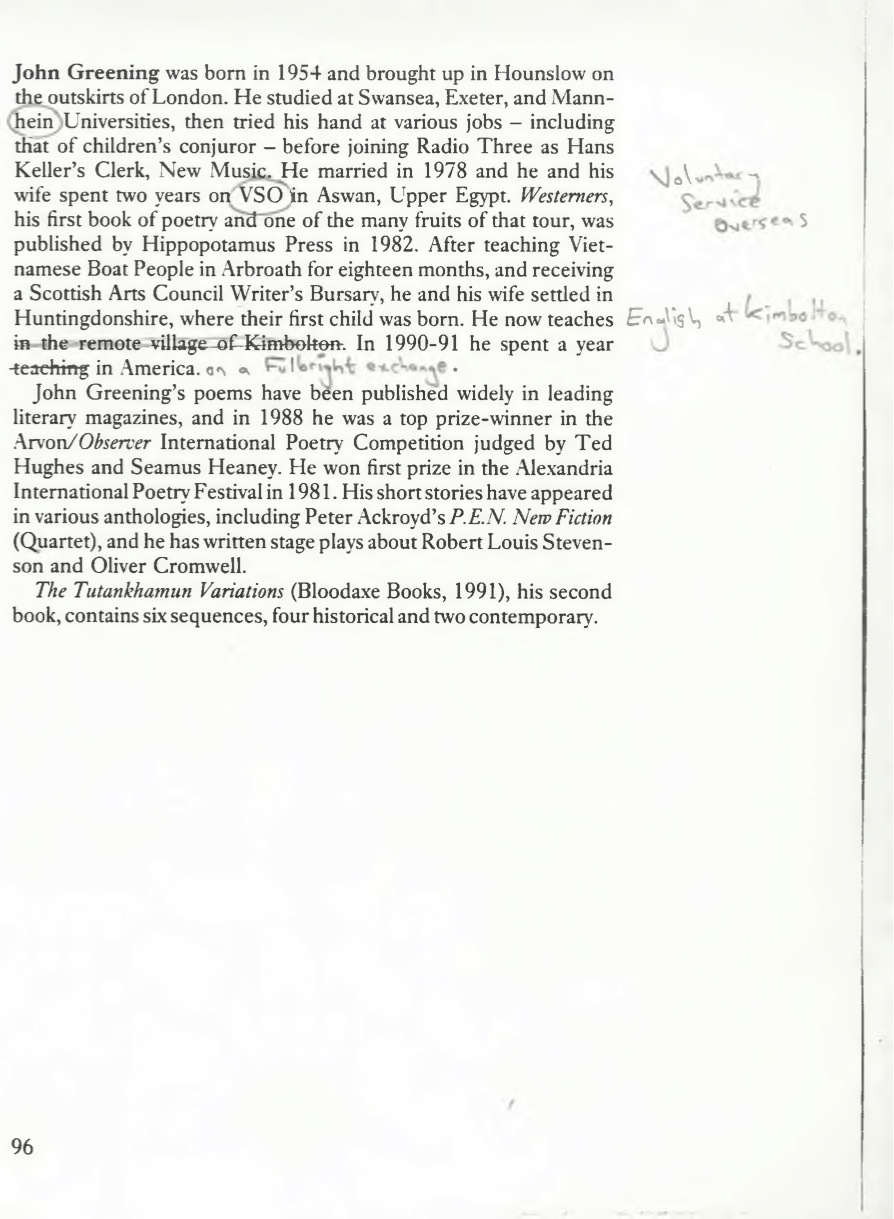 John Greening was born in 1954 and brought up in Hounslow on
the outskirts of London. He studied at Swansea, Exeter, and Mann-
hein Universities, then tried his hand at various jobs – including
that of children's conjuror – before joining Radio Three as Hans
Keller's Clerk, New Music. He married in 1978 and he and his
wife spent two years on VSO in Aswan, Upper Egypt. Westerners,
Voluntary
Service
Overseas
his first book of poetry and one of the many fruits of that tour, was
published by Hippopotamus Press in 1982. After teaching Viet-
namese Boat People in Arbroath for eighteen months, and receiving
a Scottish Arts Council Writer's Bursary, he and his wife settled in
Huntingdonshire, where their first child was born. He now teaches
English at Kimbolton
School.
in the remote village of Kimbolton. In 1990-91 he spent a year
teaching in America. on a Fulbright exchange.
John Greening's poems have been published widely in leading
literary magazines, and in 1988 he was a top prize-winner in the
Arvon/Observer International Poetry Competition judged by Ted
Hughes and Seamus Heaney. He won first prize in the Alexandria
International Poetry Festival in 1981. His short stories have appeared
in various anthologies, including Peter Ackroyd's P.E.N. New Fiction
(Quartet), and he has written stage plays about Robert Louis Steven-
son and Oliver Cromwell.
The Tutankhamun Variations (Bloodaxe Books, 1991), his second
book, contains six sequences, four historical and two contemporary.
96